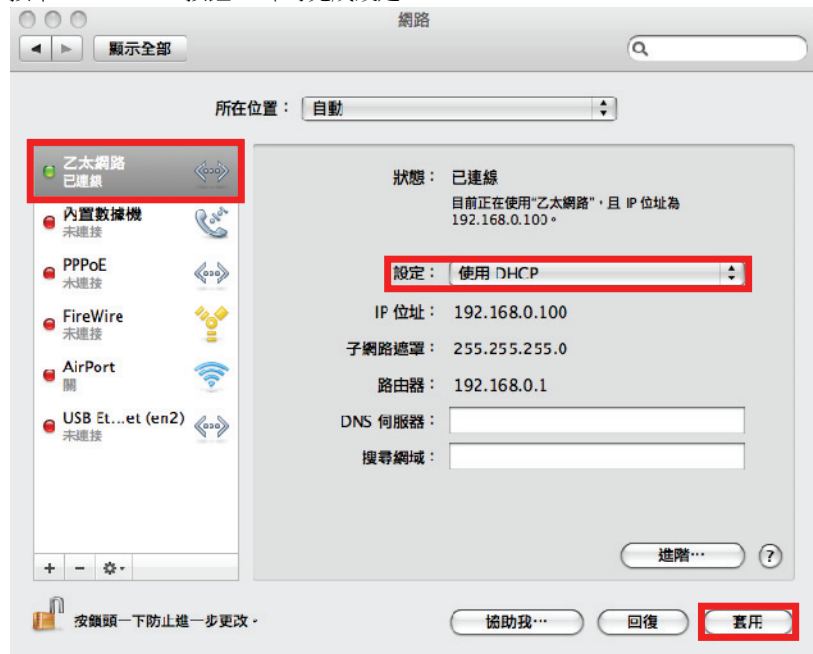 網路
顯示全部
所在位置： 自動
乙太網路
已連線
內置數據機
未連接
PPPoE
未連接
FireWire
未連接
AirPort
關
USB Et...et (en2)
未連接
狀態： 已連線
目前正在使用“乙太網路”，且 IP 位址為
192.168.0.100。
設定： 使用 DHCP
IP 位址： 192.168.0.100
子網路遮罩： 255.255.255.0
路由器： 192.168.0.1
DNS 伺服器：
搜尋網域：
進階… ?
按鎖頭一下防止進一步更改。
協助我… 回復 套用